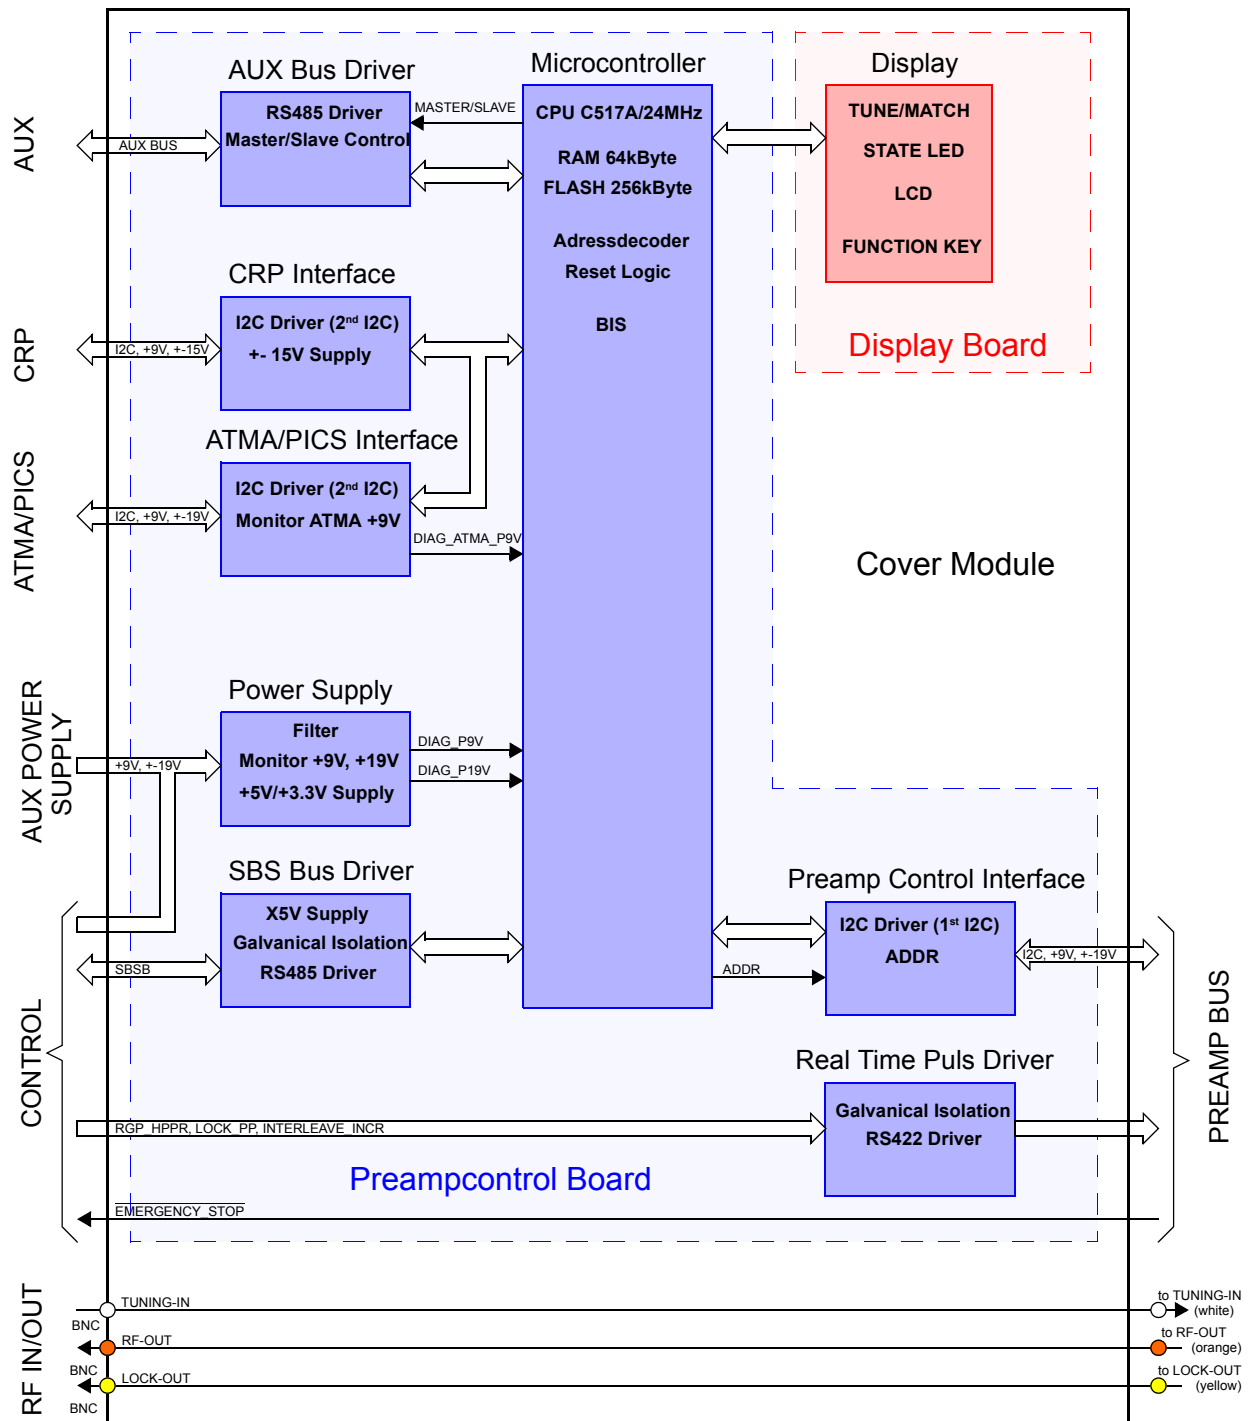 AUX Bus Driver
RS485 Driver
Master/Slave Control
MASTER/SLAVE
AUX
AUX BUS
Microcontroller
CPU C517A/24MHz
RAM 64kByte
FLASH 256kByte
Adressdecoder
Reset Logic
BIS
Display
TUNE/MATCH
STATE LED
LCD
FUNCTION KEY
Display Board
CRP Interface
I2C Driver (2nd I2C)
+- 15V Supply
CRP
I2C, +9V, +-15V
ATMA/PICS Interface
I2C Driver (2nd I2C)
Monitor ATMA +9V
ATMA/PICS
I2C, +9V, +-19V
DIAG_ATMA_P9V
Cover Module
Power Supply
Filter
Monitor +9V, +19V
+5V/+3.3V Supply
AUX POWER
SUPPLY
+9V, +-19V
DIAG_P9V
DIAG_P19V
SBS Bus Driver
X5V Supply
Galvanical Isolation
RS485 Driver
SBSB
CONTROL
Preamp Control Interface
I2C Driver (1st I2C)
ADDR
ADDR
I2C, +9V, +-19V
PREAMP BUS
Real Time Puls Driver
Galvanical Isolation
RS422 Driver
RGP_HPPR, LOCK_PP, INTERLEAVE_INCR
Preampcontrol Board
EMERGENCY_STOP
RF IN/OUT
TUNING-IN
BNC
to TUNING-IN
(white)
RF-OUT
BNC
to RF-OUT
(orange)
LOCK-OUT
BNC
to LOCK-OUT
(yellow)